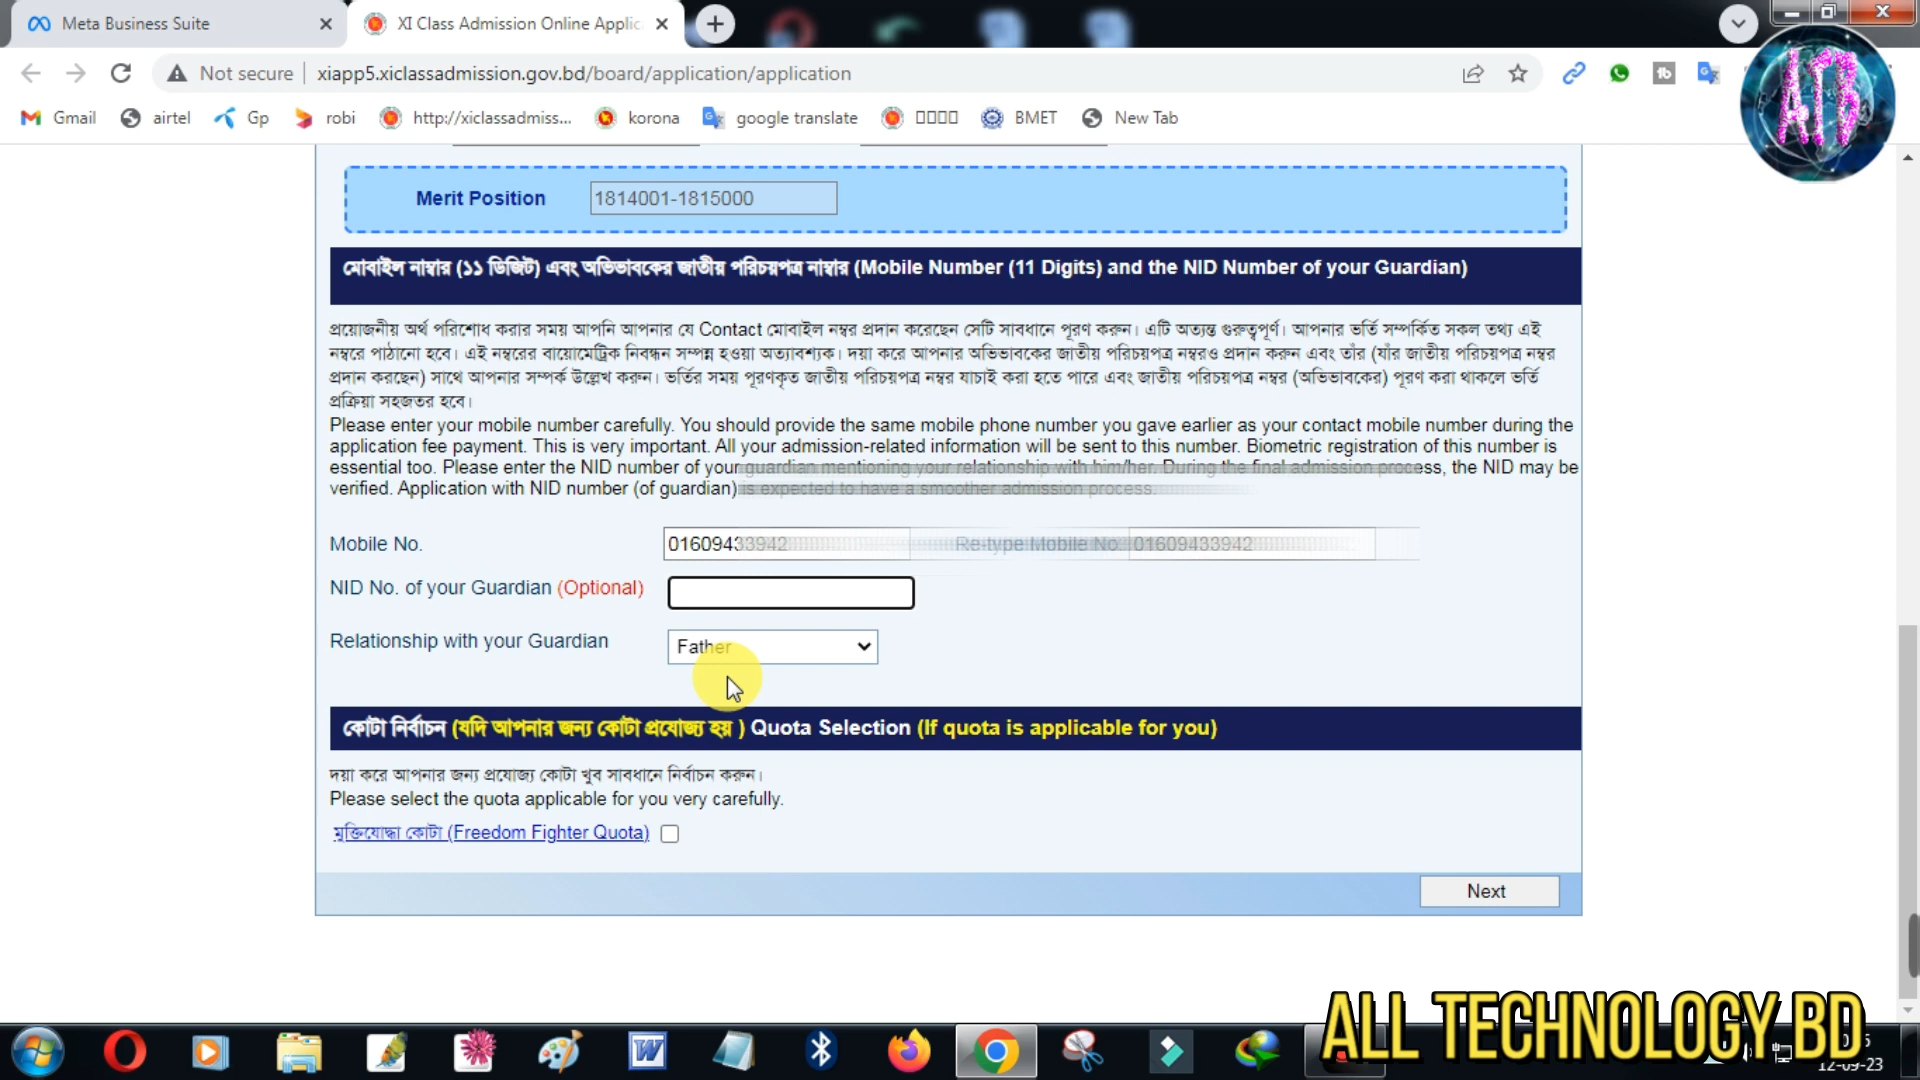 Meta Business Suite
XI Class Admission Online Applic
Not secure
xiapp5.xiclassadmission.gov.bd/board/application/application
Gmail
airtel
Gp
robi
http://xiclassadmiss...
korona
google translate
BMET
New Tab
Merit Position
1814001-1815000
মোবাইল নাম্বার (১১ ডিজিট) এবং অভিভাবকের জাতীয় পরিচয়পত্র নাম্বার (Mobile Number (11 Digits) and the NID Number of your Guardian)
প্রয়োজনীয় অর্থ পরিশোধ করার সময় আপনি আপনার যে Contact মোবাইল নম্বর প্রদান করেছেন সেটি সাবধানে পূরণ করুন। এটি অত্যন্ত গুরুত্বপূর্ণ। আপনার ভর্তি সম্পর্কিত সকল তথ্য এই
নম্বরে পাঠানো হবে। এই নম্বরের বায়োমেট্রিক নিবন্ধন সম্পন্ন হওয়া অত্যাবশ্যক। দয়া করে আপনার অভিভাবকের জাতীয় পরিচয়পত্র নম্বরও প্রদান করুন এবং তাঁর (যাঁর জাতীয় পরিচয়পত্র নম্বর
প্রদান করছেন) সাথে আপনার সম্পর্ক উল্লেখ করুন। ভর্তির সময় পূরণকৃত জাতীয় পরিচয়পত্র নম্বর যাচাই করা হতে পারে এবং জাতীয় পরিচয়পত্র নম্বর (অভিভাবকের) পূরণ করা থাকলে ভর্তি
প্রক্রিয়া সহজতর হবে।
Please enter your mobile number carefully. You should provide the same mobile phone number you gave earlier as your contact mobile number during the
application fee payment. This is very important. All your admission-related information will be sent to this number. Biometric registration of this number is
essential too. Please enter the NID number of your guardian mentioning your relationship with him/her. During the final admission process, the NID may be
verified. Application with NID number (of guardian) is expected to have a smoother admission process.
Mobile No.
01609433942
Re-type Mobile No.
01609433942
NID No. of your Guardian (Optional)
Relationship with your Guardian
Father
কোটা নির্বাচন (যদি আপনার জন্য কোটা প্রযোজ্য হয় ) Quota Selection (If quota is applicable for you)
দয়া করে আপনার জন্য প্রযোজ্য কোটা খুব সাবধানে নির্বাচন করুন।
Please select the quota applicable for you very carefully.
মুক্তিযোদ্ধা কোটা (Freedom Fighter Quota)
Next
ALL TECHNOLOGY BD
12-09-23